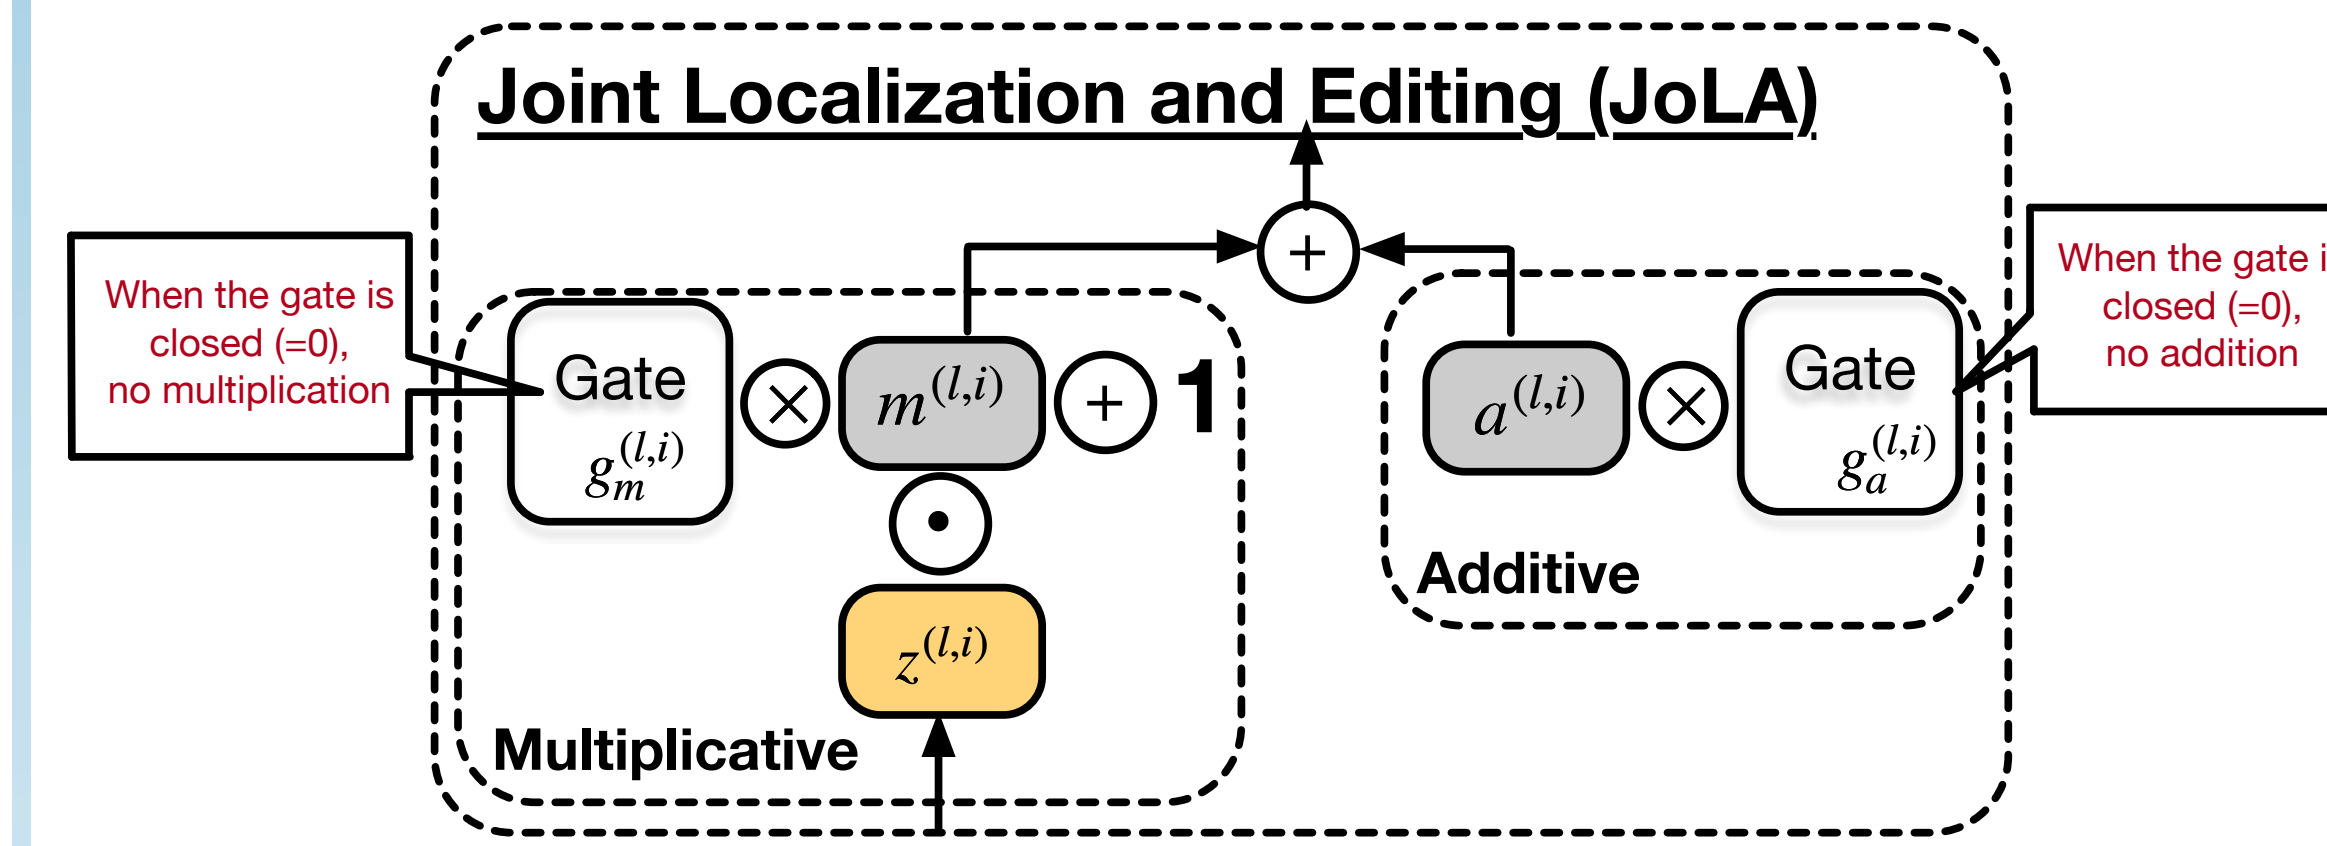 Joint Localization and Editing (JoLA)
When the gate is
closed (=0),
no multiplication
Gate
g_m^{(l,i)}
×
m^{(l,i)}
+
1
•
z^{(l,i)}
Multiplicative
+
a^{(l,i)}
×
Gate
g_a^{(l,i)}
Additive
When the gate i
closed (=0),
no addition